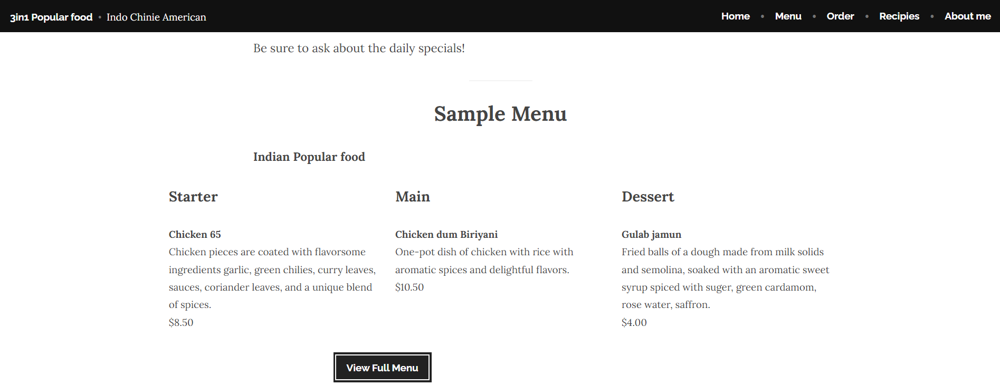 3in1 Popular food • Indo Chinie American
Home • Menu • Order • Recipies • About me
Be sure to ask about the daily specials!
Sample Menu
Indian Popular food
Starter
Chicken 65
Chicken pieces are coated with flavorsome
ingredients garlic, green chilies, curry leaves,
sauces, coriander leaves, and a unique blend
of spices.
$8.50
Main
Chicken dum Biriyani
One-pot dish of chicken with rice with
aromatic spices and delightful flavors.
$10.50
Dessert
Gulab jamun
Fried balls of a dough made from milk solids
and semolina, soaked with an aromatic sweet
syrup spiced with suger, green cardamom,
rose water, saffron.
$4.00
View Full Menu